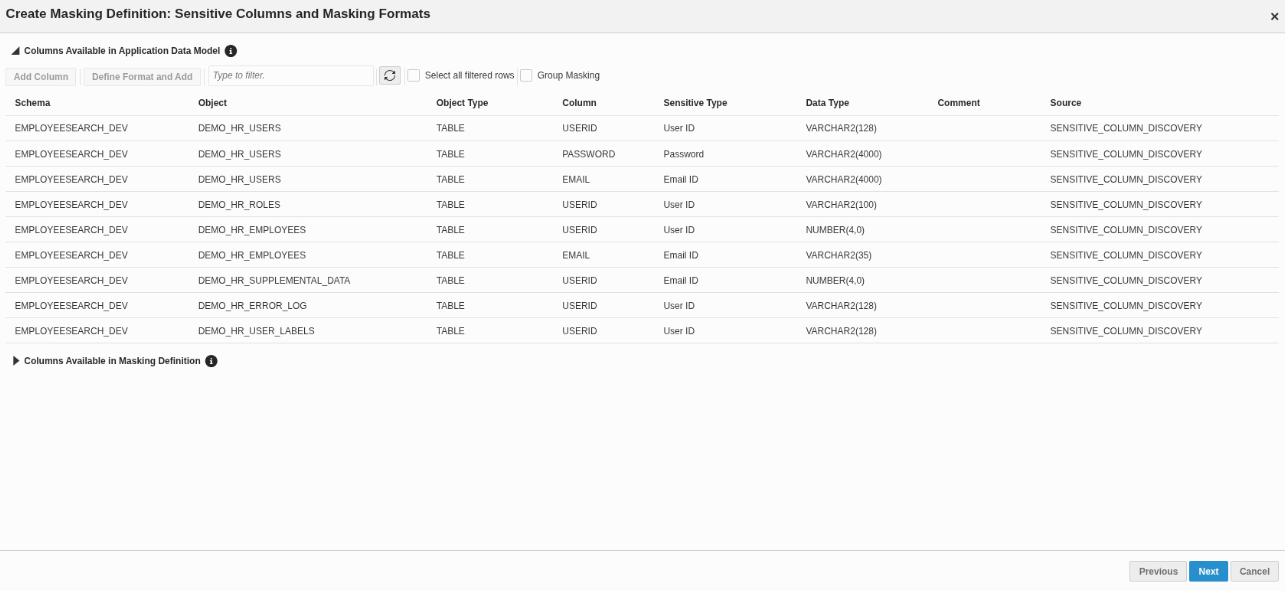 Create Masking Definition: Sensitive Columns and Masking Formats ×
Columns Available in Application Data Model i
Add Column Define Format and Add Type to filter. Select all filtered rows Group Masking
Schema Object Object Type Column Sensitive Type Data Type Comment Source
EMPLOYEESEARCH_DEV DEMO_HR_USERS TABLE USERID User ID VARCHAR2(128) SENSITIVE_COLUMN_DISCOVERY
EMPLOYEESEARCH_DEV DEMO_HR_USERS TABLE PASSWORD Password VARCHAR2(4000) SENSITIVE_COLUMN_DISCOVERY
EMPLOYEESEARCH_DEV DEMO_HR_USERS TABLE EMAIL Email ID VARCHAR2(4000) SENSITIVE_COLUMN_DISCOVERY
EMPLOYEESEARCH_DEV DEMO_HR_ROLES TABLE USERID User ID VARCHAR2(100) SENSITIVE_COLUMN_DISCOVERY
EMPLOYEESEARCH_DEV DEMO_HR_EMPLOYEES TABLE USERID User ID NUMBER(4,0) SENSITIVE_COLUMN_DISCOVERY
EMPLOYEESEARCH_DEV DEMO_HR_EMPLOYEES TABLE EMAIL Email ID VARCHAR2(35) SENSITIVE_COLUMN_DISCOVERY
EMPLOYEESEARCH_DEV DEMO_HR_SUPPLEMENTAL_DATA TABLE USERID Email ID NUMBER(4,0) SENSITIVE_COLUMN_DISCOVERY
EMPLOYEESEARCH_DEV DEMO_HR_ERROR_LOG TABLE USERID User ID VARCHAR2(128) SENSITIVE_COLUMN_DISCOVERY
EMPLOYEESEARCH_DEV DEMO_HR_USER_LABELS TABLE USERID User ID VARCHAR2(128) SENSITIVE_COLUMN_DISCOVERY
Columns Available in Masking Definition i
Previous Next Cancel